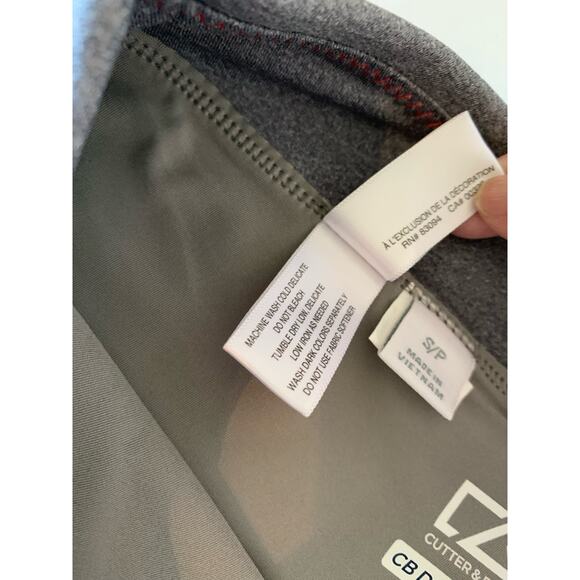 À L'EXCLUSION DE LA DÉCORATION
RN# 83094 CA#
MACHINE WASH COLD DELICATE
DO NOT BLEACH
TUMBLE DRY LOW, DELICATE
LOW IRON AS NEEDED
WASH DARK COLORS SEPARATELY
DO NOT USE FABRIC SOFTENER
S/P
MADE IN
VIETNAM
CUTTER &
CB D